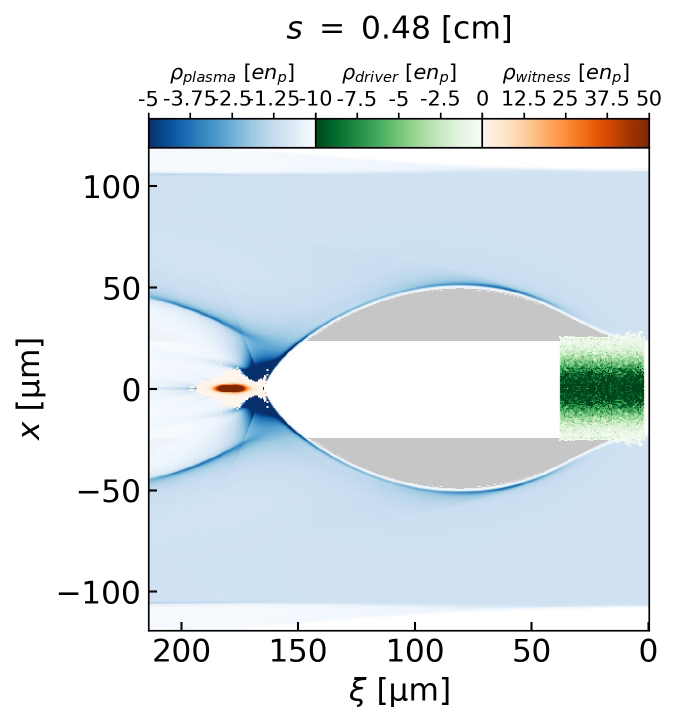 s = 0.48 [cm]
ρplasma [enp] ρdriver [enp] ρwitness [enp]
-5 -3.75 -2.5 -1.25 -10 -7.5 -5 -2.5 0 12.5 25 37.5 50
100
50
0
−50
−100
x [μm]
200 150 100 50 0
ξ [μm]